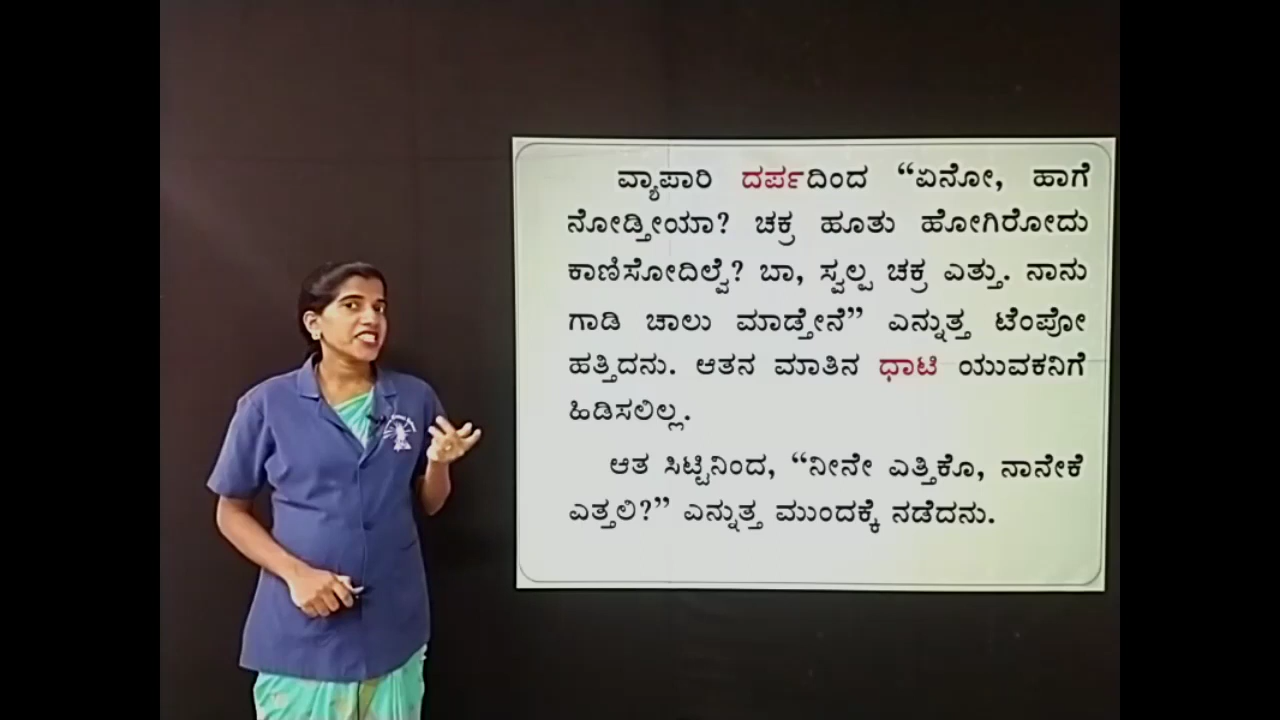 ವ್ಯಾಪಾರಿ ದರ್ಪದಿಂದ “ಏನೋ, ಹಾಗೆ
ನೋಡ್ತೀಯಾ? ಚಕ್ರ ಹೂತು ಹೋಗಿರೋದು
ಕಾಣಿಸೋದಿಲ್ವೆ? ಬಾ, ಸ್ವಲ್ಪ ಚಕ್ರ ಎತ್ತು. ನಾನು
ಗಾಡಿ ಚಾಲು ಮಾಡ್ತೇನೆ” ಎನ್ನುತ್ತ ಟೆಂಪೋ
ಹತ್ತಿದನು. ಆತನ ಮಾತಿನ ಧಾಟಿ ಯುವಕನಿಗೆ
ಹಿಡಿಸಲಿಲ್ಲ.
ಆತ ಸಿಟ್ಟಿನಿಂದ, “ನೀನೇ ಎತ್ತಿಕೊ, ನಾನೇಕೆ
ಎತ್ತಲಿ?” ಎನ್ನುತ್ತ ಮುಂದಕ್ಕೆ ನಡೆದನು.